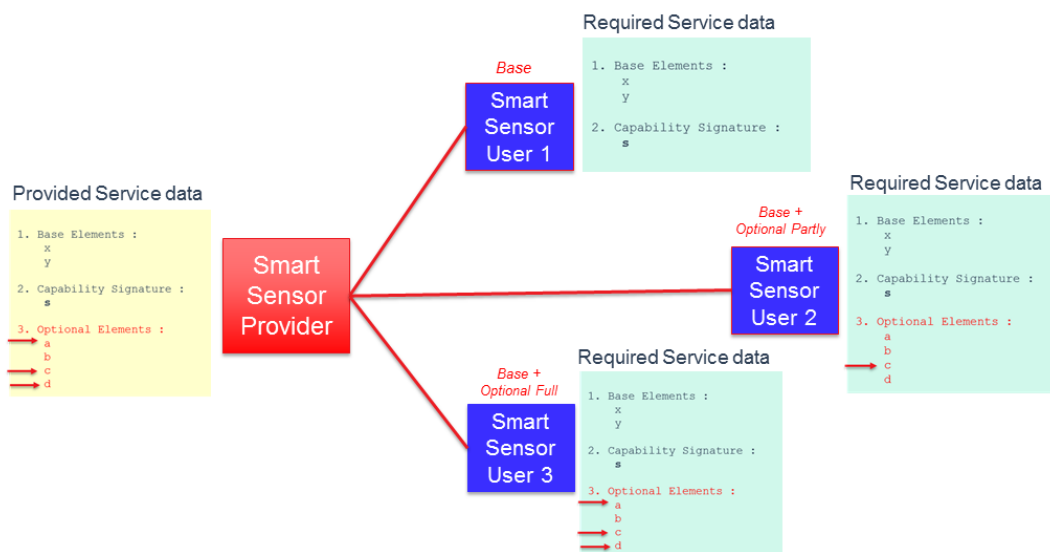 Required Service data
1. Base Elements :
x
y
2. Capability Signature :
s
Base
Smart
Sensor
User 1
Provided Service data
1. Base Elements :
x
y
2. Capability Signature :
s
3. Optional Elements :
a
b
c
d
Smart
Sensor
Provider
Base +
Optional Partly
Smart
Sensor
User 2
Required Service data
1. Base Elements :
x
y
2. Capability Signature :
s
3. Optional Elements :
a
b
c
d
Base +
Optional Full
Smart
Sensor
User 3
Required Service data
1. Base Elements :
x
y
2. Capability Signature :
s
3. Optional Elements :
a
b
c
d